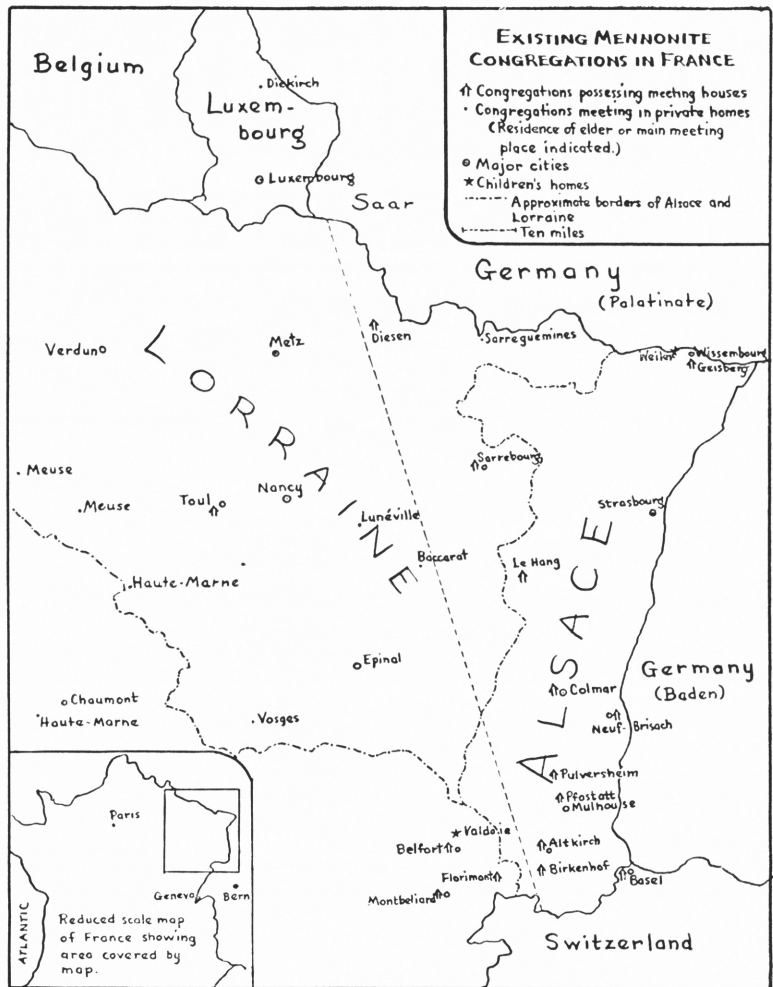 EXISTING MENNONITE
CONGREGATIONS IN FRANCE
Congregations possessing meeting houses
Congregations meeting in private homes
(Residence of elder or main meeting
place indicated.)
Major cities
Children's homes
Approximate borders of Alsace and
Lorraine
Ten miles
Belgium
Diekirch
Luxem-
bourg
Luxembourg
Saar
Germany
(Palatinate)
Diesen
Sarreguemines
Weiler
Wissembourg
Geisberg
Verdun
Metz
LORRAINE
Sarrebourg
Meuse
Meuse
Toul
Nancy
Strasbourg
Lunéville
Baccarat
Le Hang
Haute-Marne
ALSACE
Epinal
Germany
(Baden)
Colmar
Chaumont
Haute-Marne
Vosges
Neuf-Brisach
Pulversheim
Pfostatt
Mulhouse
Valdoie
Belfort
Altkirch
Florimont
Birkenhof
Basel
Montbeliard
Switzerland
Paris
Geneva
Bern
ATLANTIC
Reduced scale map
of France showing
area covered by
map.